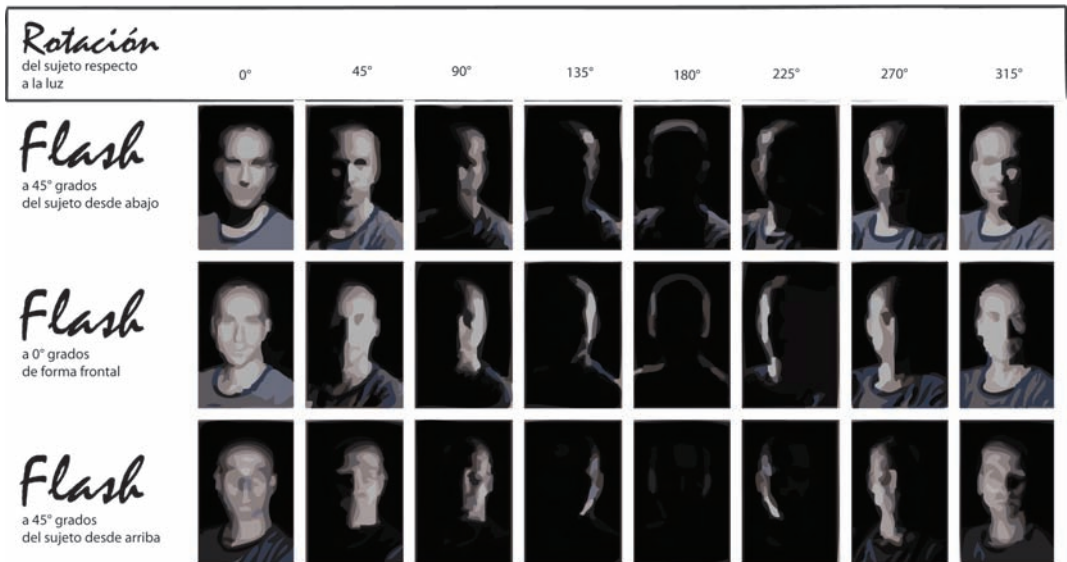 Rotación
del sujeto respecto
a la luz
0° 45° 90° 135° 180° 225° 270° 315°
Flash
a 45° grados
del sujeto desde abajo
Flash
a 0° grados
de forma frontal
Flash
a 45° grados
del sujeto desde arriba